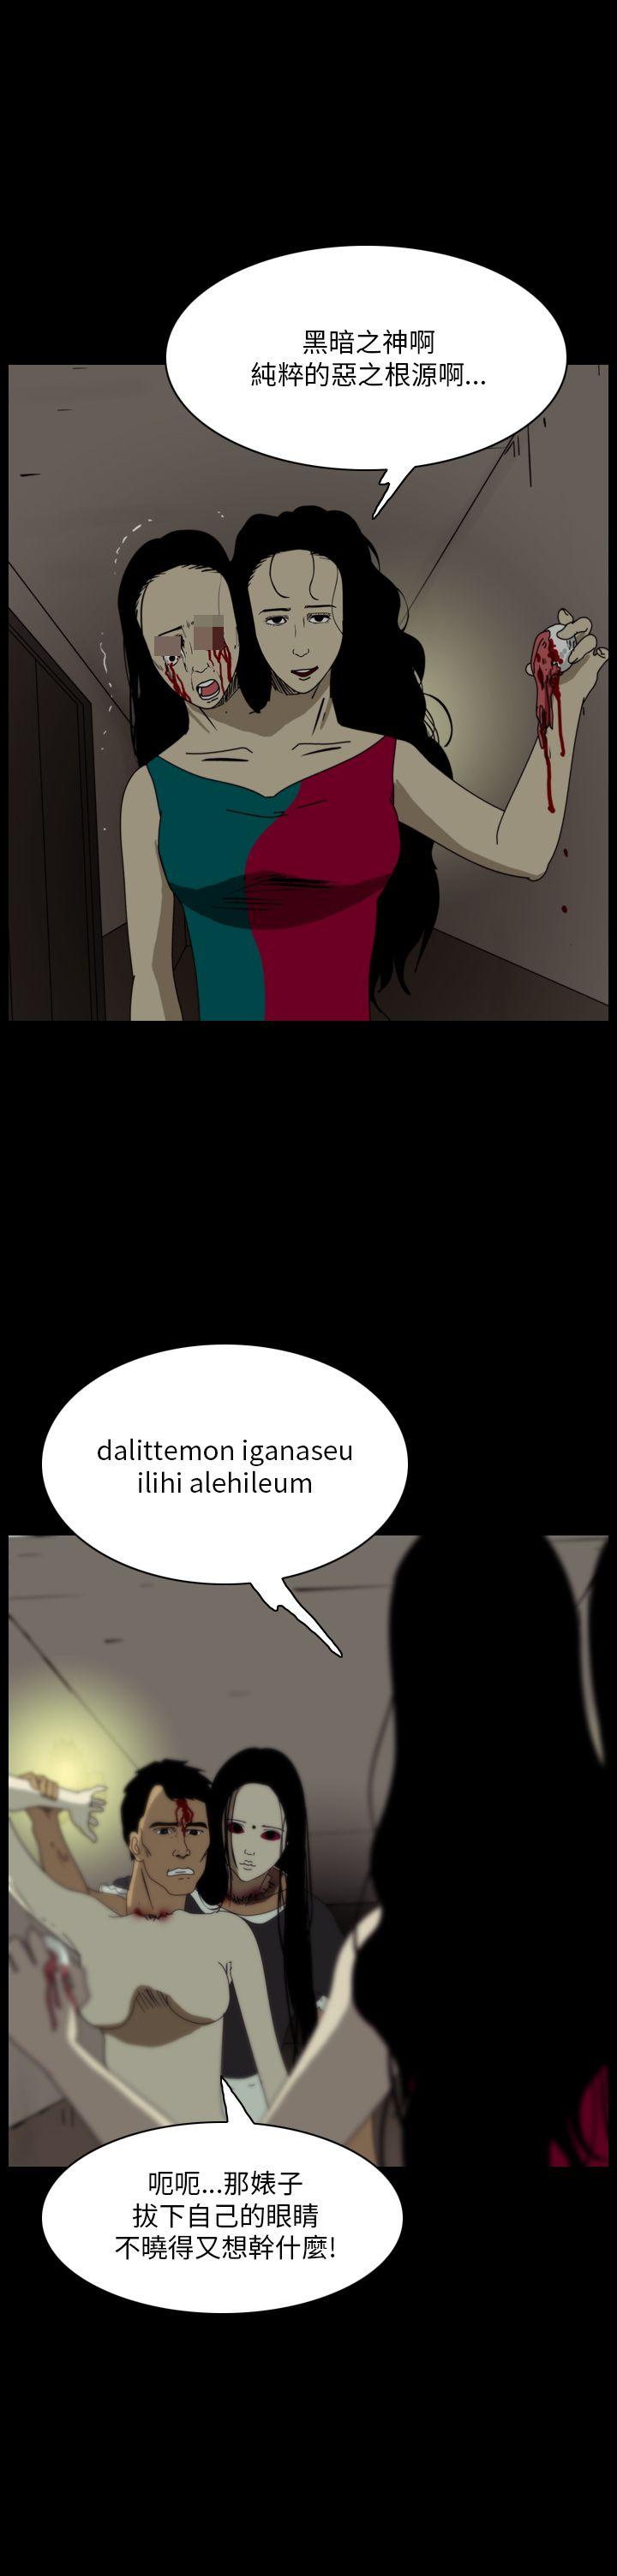 黑暗之神啊
純粹的惡之根源啊...
dalittemon iganaseu
ilihi alehileum
呃呃...那婊子
拔下自己的眼睛
不曉得又想幹什麼!